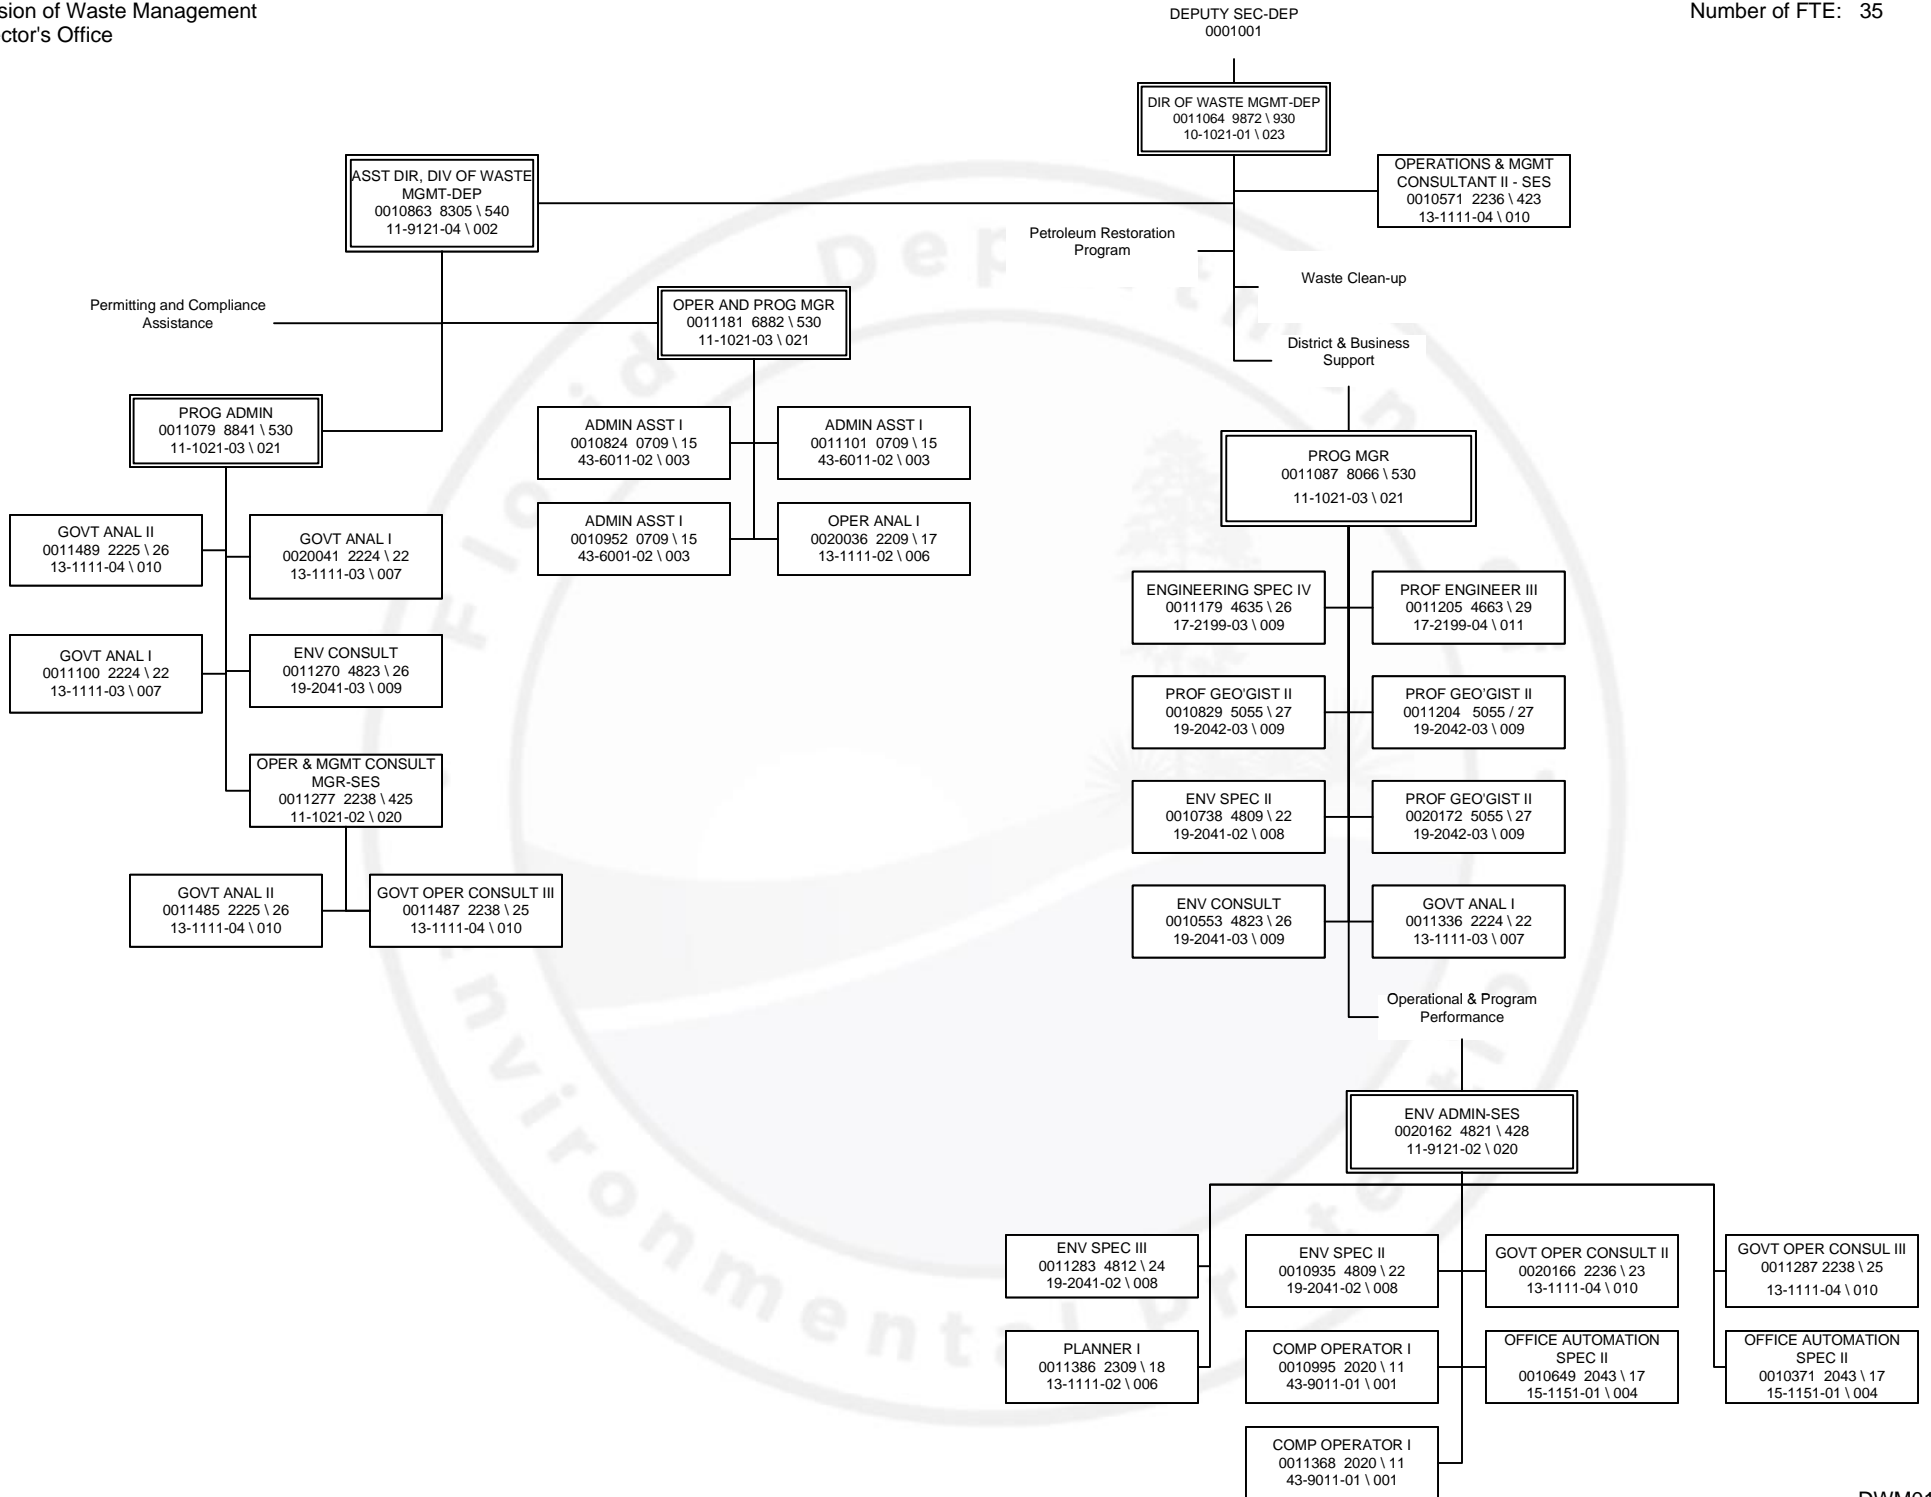 sion of Waste Management
ctor's Office
Number of FTE: 35
DEPUTY SEC-DEP
0001001
DIR OF WASTE MGMT-DEP
0011064 9872 \ 930
10-1021-01 \ 023
OPERATIONS & MGMT
CONSULTANT II - SES
0010571 2236 \ 423
13-1111-04 \ 010
ASST DIR, DIV OF WASTE
MGMT-DEP
0010863 8305 \ 540
11-9121-04 \ 002
Petroleum Restoration
Program
Waste Clean-up
District & Business
Support
Permitting and Compliance
Assistance
OPER AND PROG MGR
0011181 6882 \ 530
11-1021-03 \ 021
PROG ADMIN
0011079 8841 \ 530
11-1021-03 \ 021
ADMIN ASST I
0010824 0709 \ 15
43-6011-02 \ 003
ADMIN ASST I
0011101 0709 \ 15
43-6011-02 \ 003
ADMIN ASST I
0010952 0709 \ 15
43-6001-02 \ 003
OPER ANAL I
0020036 2209 \ 17
13-1111-02 \ 006
GOVT ANAL II
0011489 2225 \ 26
13-1111-04 \ 010
GOVT ANAL I
0020041 2224 \ 22
13-1111-03 \ 007
GOVT ANAL I
0011100 2224 \ 22
13-1111-03 \ 007
ENV CONSULT
0011270 4823 \ 26
19-2041-03 \ 009
OPER & MGMT CONSULT
MGR-SES
0011277 2238 \ 425
11-1021-02 \ 020
GOVT ANAL II
0011485 2225 \ 26
13-1111-04 \ 010
GOVT OPER CONSULT III
0011487 2238 \ 25
13-1111-04 \ 010
PROG MGR
0011087 8066 \ 530
11-1021-03 \ 021
ENGINEERING SPEC IV
0011179 4635 \ 26
17-2199-03 \ 009
PROF ENGINEER III
0011205 4663 \ 29
17-2199-04 \ 011
PROF GEO'GIST II
0010829 5055 \ 27
19-2042-03 \ 009
PROF GEO'GIST II
0011204 5055 / 27
19-2042-03 \ 009
ENV SPEC II
0010738 4809 \ 22
19-2041-02 \ 008
PROF GEO'GIST II
0020172 5055 \ 27
19-2042-03 \ 009
ENV CONSULT
0010553 4823 \ 26
19-2041-03 \ 009
GOVT ANAL I
0011336 2224 \ 22
13-1111-03 \ 007
Operational & Program
Performance
ENV ADMIN-SES
0020162 4821 \ 428
11-9121-02 \ 020
ENV SPEC III
0011283 4812 \ 24
19-2041-02 \ 008
ENV SPEC II
0010935 4809 \ 22
19-2041-02 \ 008
GOVT OPER CONSULT II
0020166 2236 \ 23
13-1111-04 \ 010
GOVT OPER CONSUL III
0011287 2238 \ 25
13-1111-04 \ 010
PLANNER I
0011386 2309 \ 18
13-1111-02 \ 006
COMP OPERATOR I
0010995 2020 \ 11
43-9011-01 \ 001
OFFICE AUTOMATION
SPEC II
0010649 2043 \ 17
15-1151-01 \ 004
OFFICE AUTOMATION
SPEC II
0010371 2043 \ 17
15-1151-01 \ 004
COMP OPERATOR I
0011368 2020 \ 11
43-9011-01 \ 001